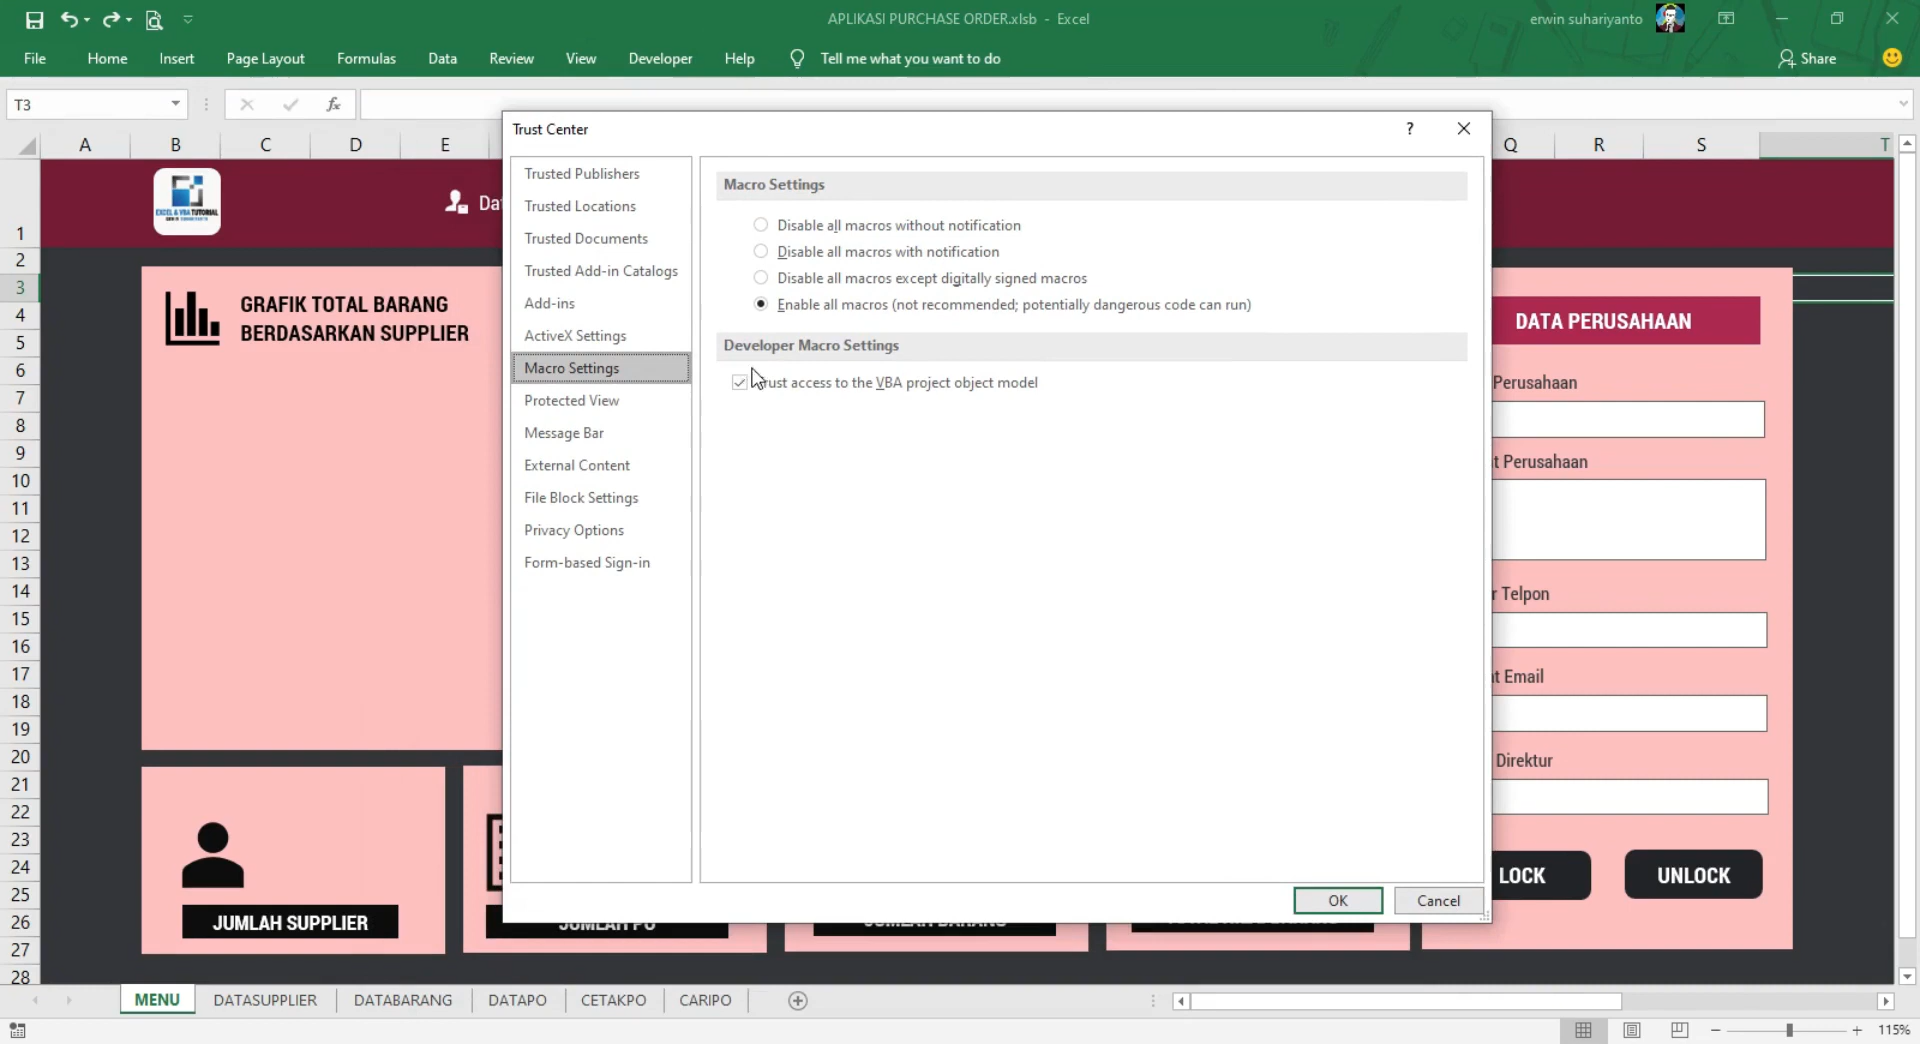 APLIKASI PURCHASE ORDER.xlsb - Excel
erwin suhariyanto
File Home Insert Page Layout Formulas Data Review View Developer Help Tell me what you want to do
Share
T3
fx
Trust Center
?
A B C D E Q R S T
EXCEL & VBA TUTORIAL
Trusted Publishers
Trusted Locations
Trusted Documents
Trusted Add-in Catalogs
Add-ins
ActiveX Settings
Macro Settings
Protected View
Message Bar
External Content
File Block Settings
Privacy Options
Form-based Sign-in
Macro Settings
Disable all macros without notification
Disable all macros with notification
Disable all macros except digitally signed macros
Enable all macros (not recommended; potentially dangerous code can run)
Developer Macro Settings
rust access to the VBA project object model
OK Cancel
1
2
3
4
5
6
7
8
9
10
11
12
13
14
15
16
17
18
19
20
21
22
23
24
25
26
27
28
GRAFIK TOTAL BARANG
BERDASARKAN SUPPLIER
DATA PERUSAHAAN
Perusahaan
t Perusahaan
r Telpon
t Email
Direktur
LOCK UNLOCK
JUMLAH SUPPLIER
JUMLAH PO
JUMLAH BARANG
MENU DATASUPPLIER DATABARANG DATAPO CETAKPO CARIPO
115%